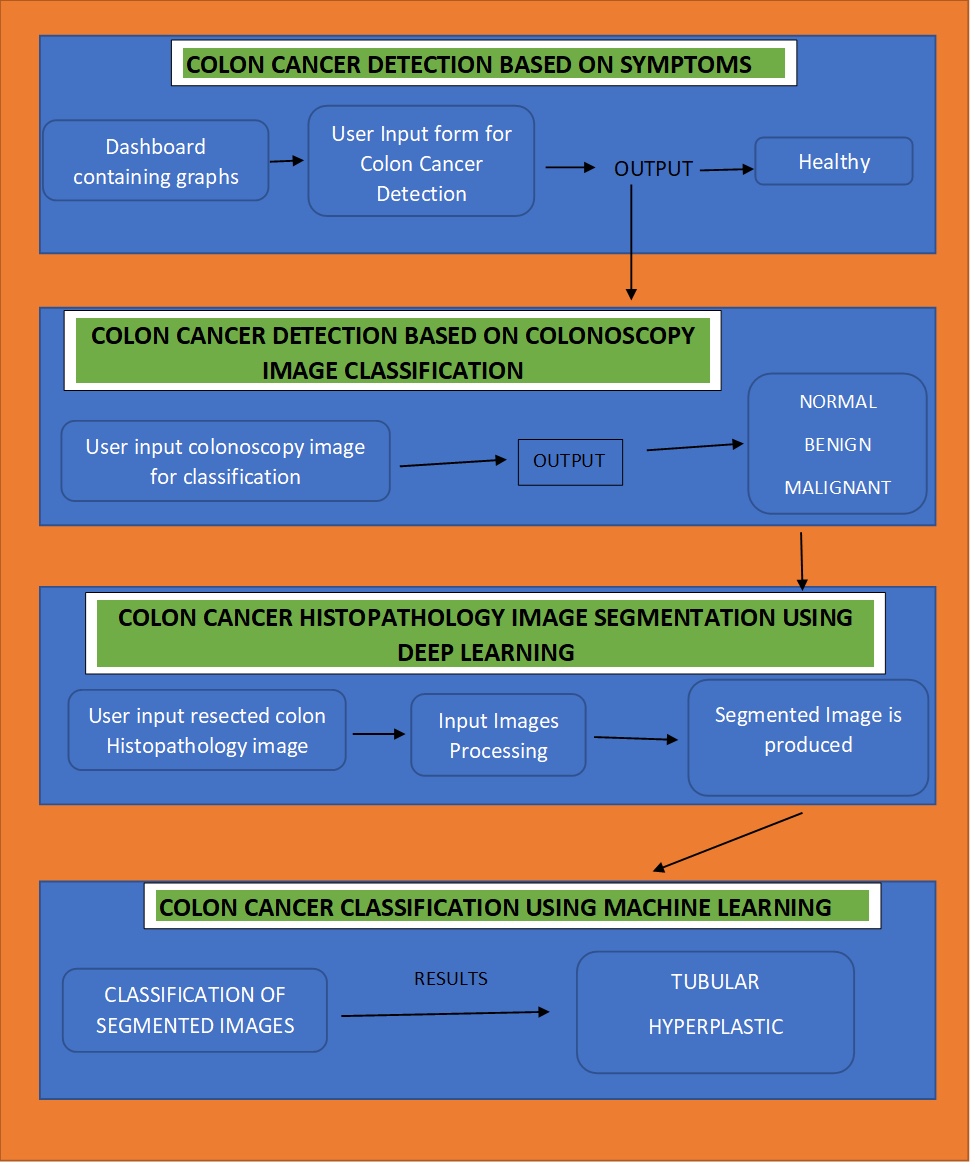 COLON CANCER DETECTION BASED ON SYMPTOMS
Dashboard
containing graphs
User Input form for
Colon Cancer
Detection
OUTPUT
Healthy
COLON CANCER DETECTION BASED ON COLONOSCOPY
IMAGE CLASSIFICATION
User input colonoscopy image
for classification
OUTPUT
NORMAL
BENIGN
MALIGNANT
COLON CANCER HISTOPATHOLOGY IMAGE SEGMENTATION USING
DEEP LEARNING
User input resected colon
Histopathology image
Input Images
Processing
Segmented Image is
produced
COLON CANCER CLASSIFICATION USING MACHINE LEARNING
CLASSIFICATION OF
SEGMENTED IMAGES
RESULTS
TUBULAR
HYPERPLASTIC